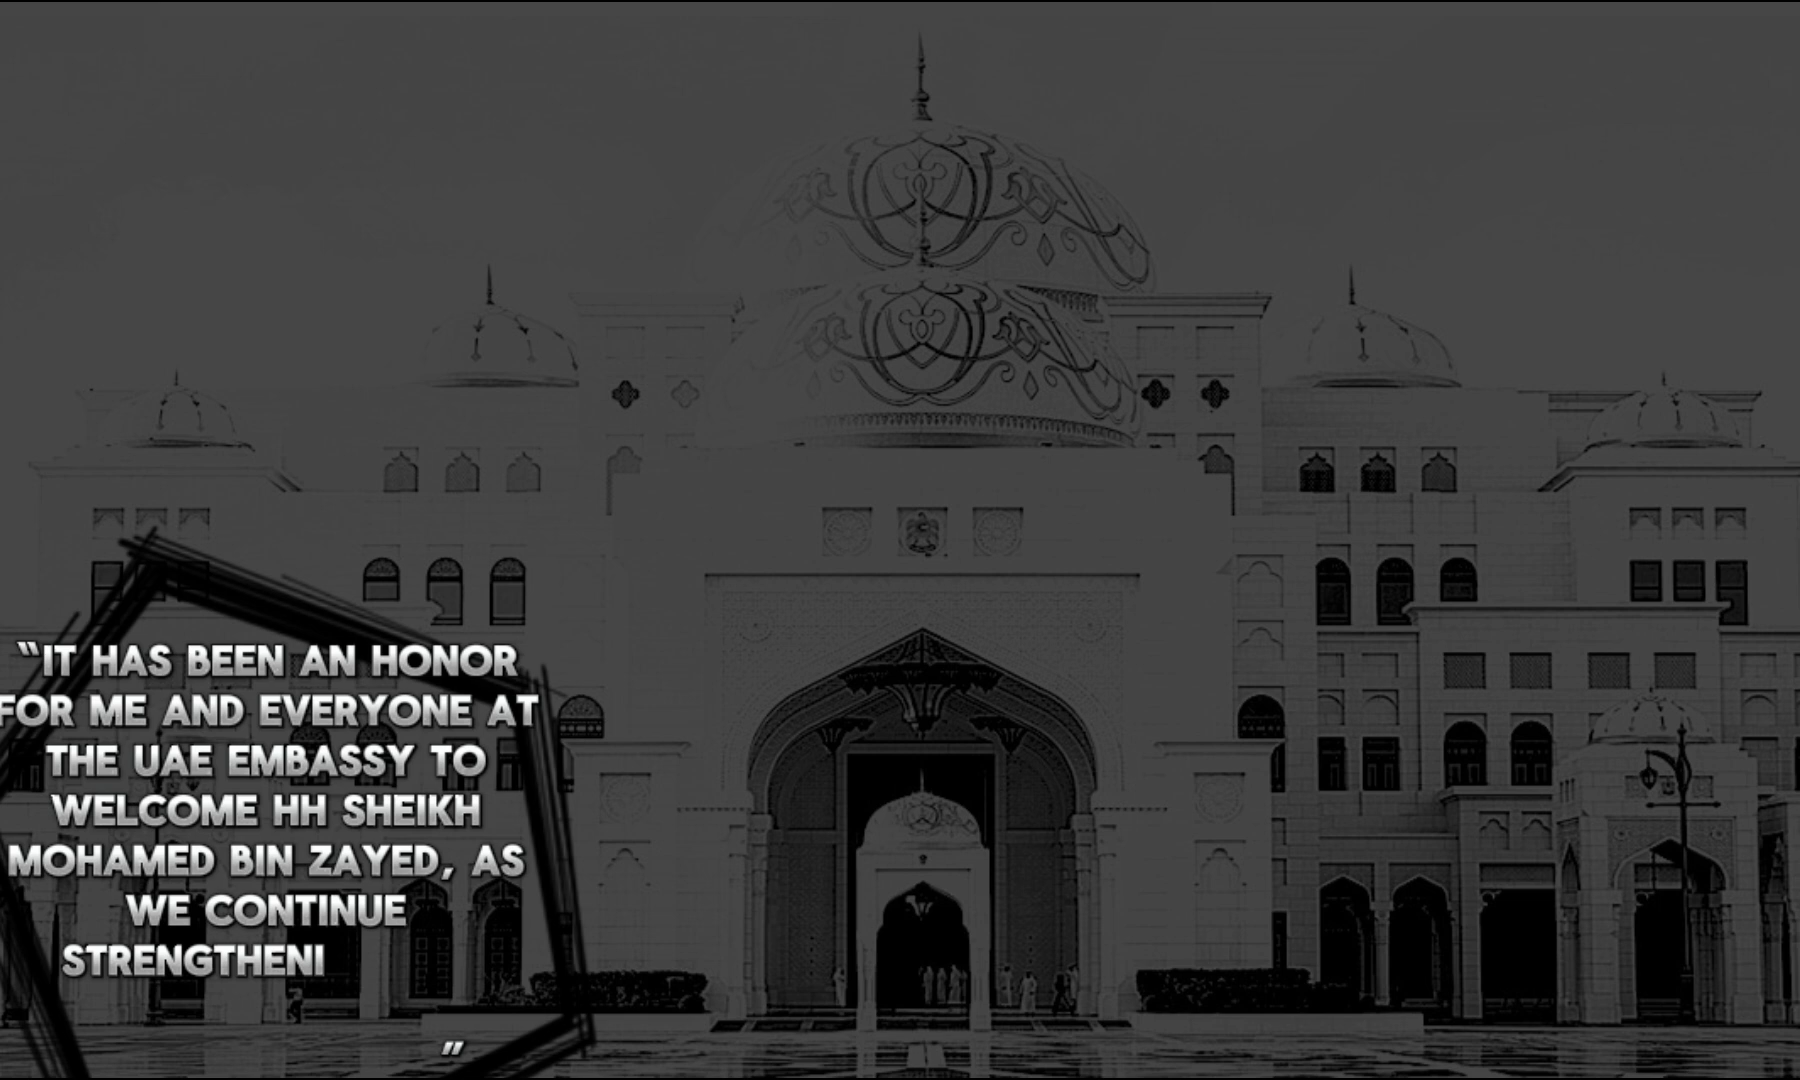 “IT HAS BEEN AN HONOR
FOR ME AND EVERYONE AT
THE UAE EMBASSY TO
WELCOME HH SHEIKH
MOHAMED BIN ZAYED, AS
WE CONTINUE
STRENGTHENI
”